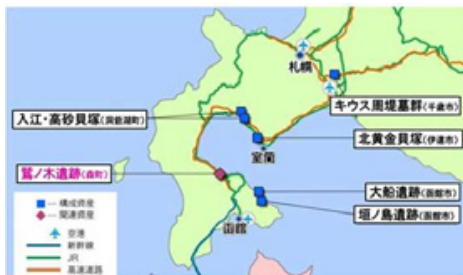 札幌
キウス周堤墓群(千歳市)
入江・高砂貝塚(洞爺湖町)
北黄金貝塚(伊達市)
室蘭
鷲ノ木遺跡(森町)
大船遺跡(函館市)
垣ノ島遺跡(函館市)
函館
構成資産
関連資産
空港
新幹線
JR
高速道路